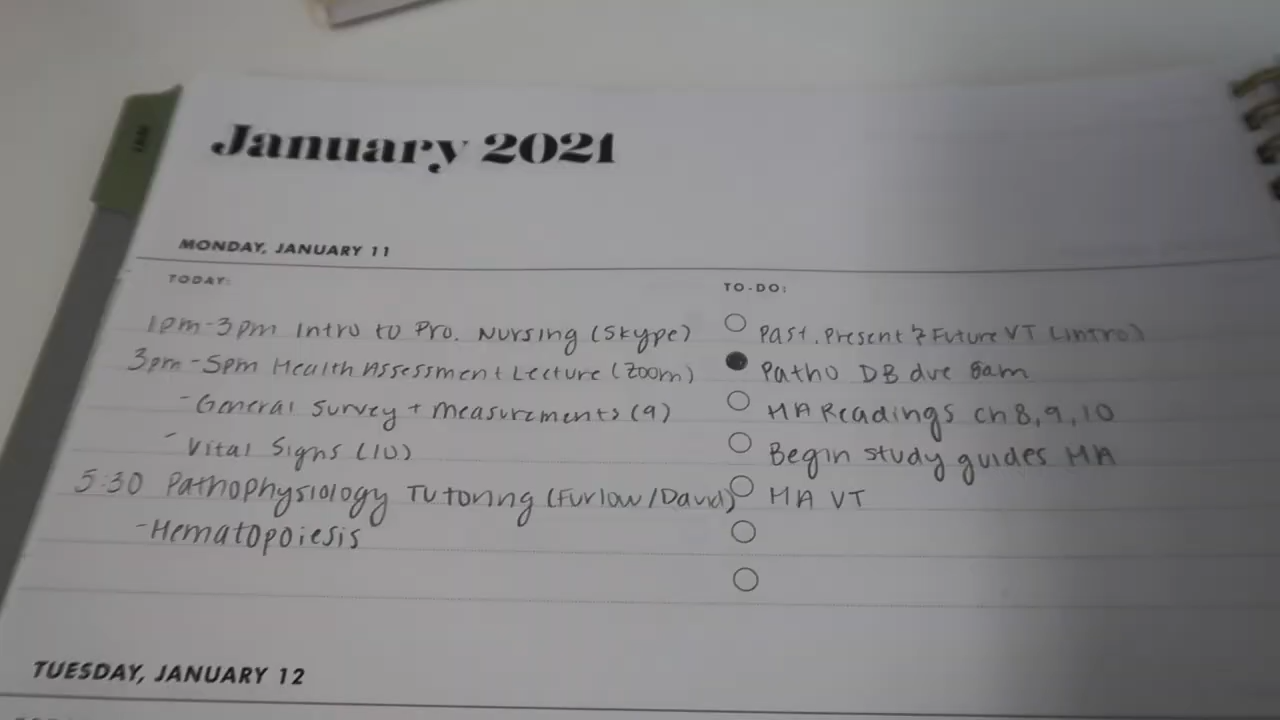 JAN
January 2021
MONDAY, JANUARY 11
TODAY:
1pm-3pm Intro to Pro. Nursing (Skype)
3pm-5pm Health Assessment Lecture (Zoom)
- General Survey + measurements (9)
- Vital Signs (10)
5:30 Pathophysiology Tutoring (Furlow/David)
- Hematopoiesis
TO-DO:
Past, Present & Future VT (intro)
Patho DB due 8am
HA Readings ch 8, 9, 10
Begin study guides HA
HA VT
TUESDAY, JANUARY 12